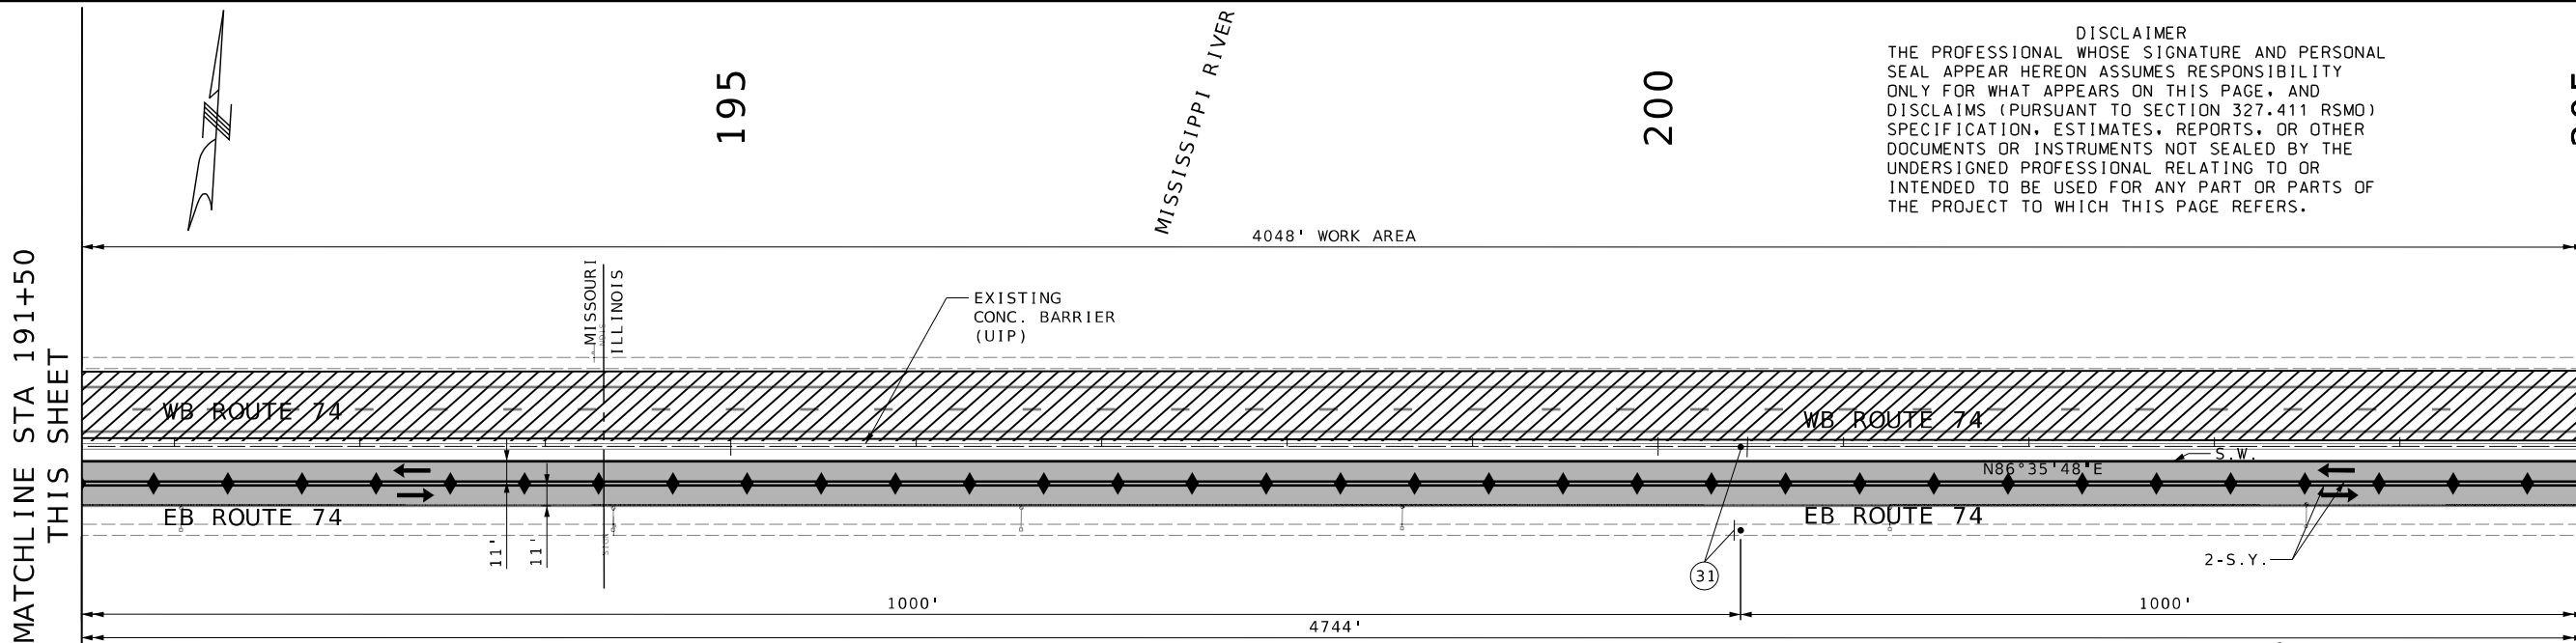 DISCLAIMER
THE PROFESSIONAL WHOSE SIGNATURE AND PERSONAL
SEAL APPEAR HEREON ASSUMES RESPONSIBILITY
ONLY FOR WHAT APPEARS ON THIS PAGE, AND
DISCLAIMS (PURSUANT TO SECTION 327.411 RSMO)
SPECIFICATION, ESTIMATES, REPORTS, OR OTHER
DOCUMENTS OR INSTRUMENTS NOT SEALED BY THE
UNDERSIGNED PROFESSIONAL RELATING TO OR
INTENDED TO BE USED FOR ANY PART OR PARTS OF
THE PROJECT TO WHICH THIS PAGE REFERS.
N
195
MISSISSIPPI RIVER
200
4048' WORK AREA
MATCHLINE STA 191+50
THIS SHEET
MISSOURI
ILLINOIS
EXISTING
CONC. BARRIER
(UIP)
WB ROUTE 74
WB ROUTE 74
S.W.
N86°35'48"E
EB ROUTE 74
EB ROUTE 74
11'
11'
2-S.Y.
31
1000'
1000'
4744'